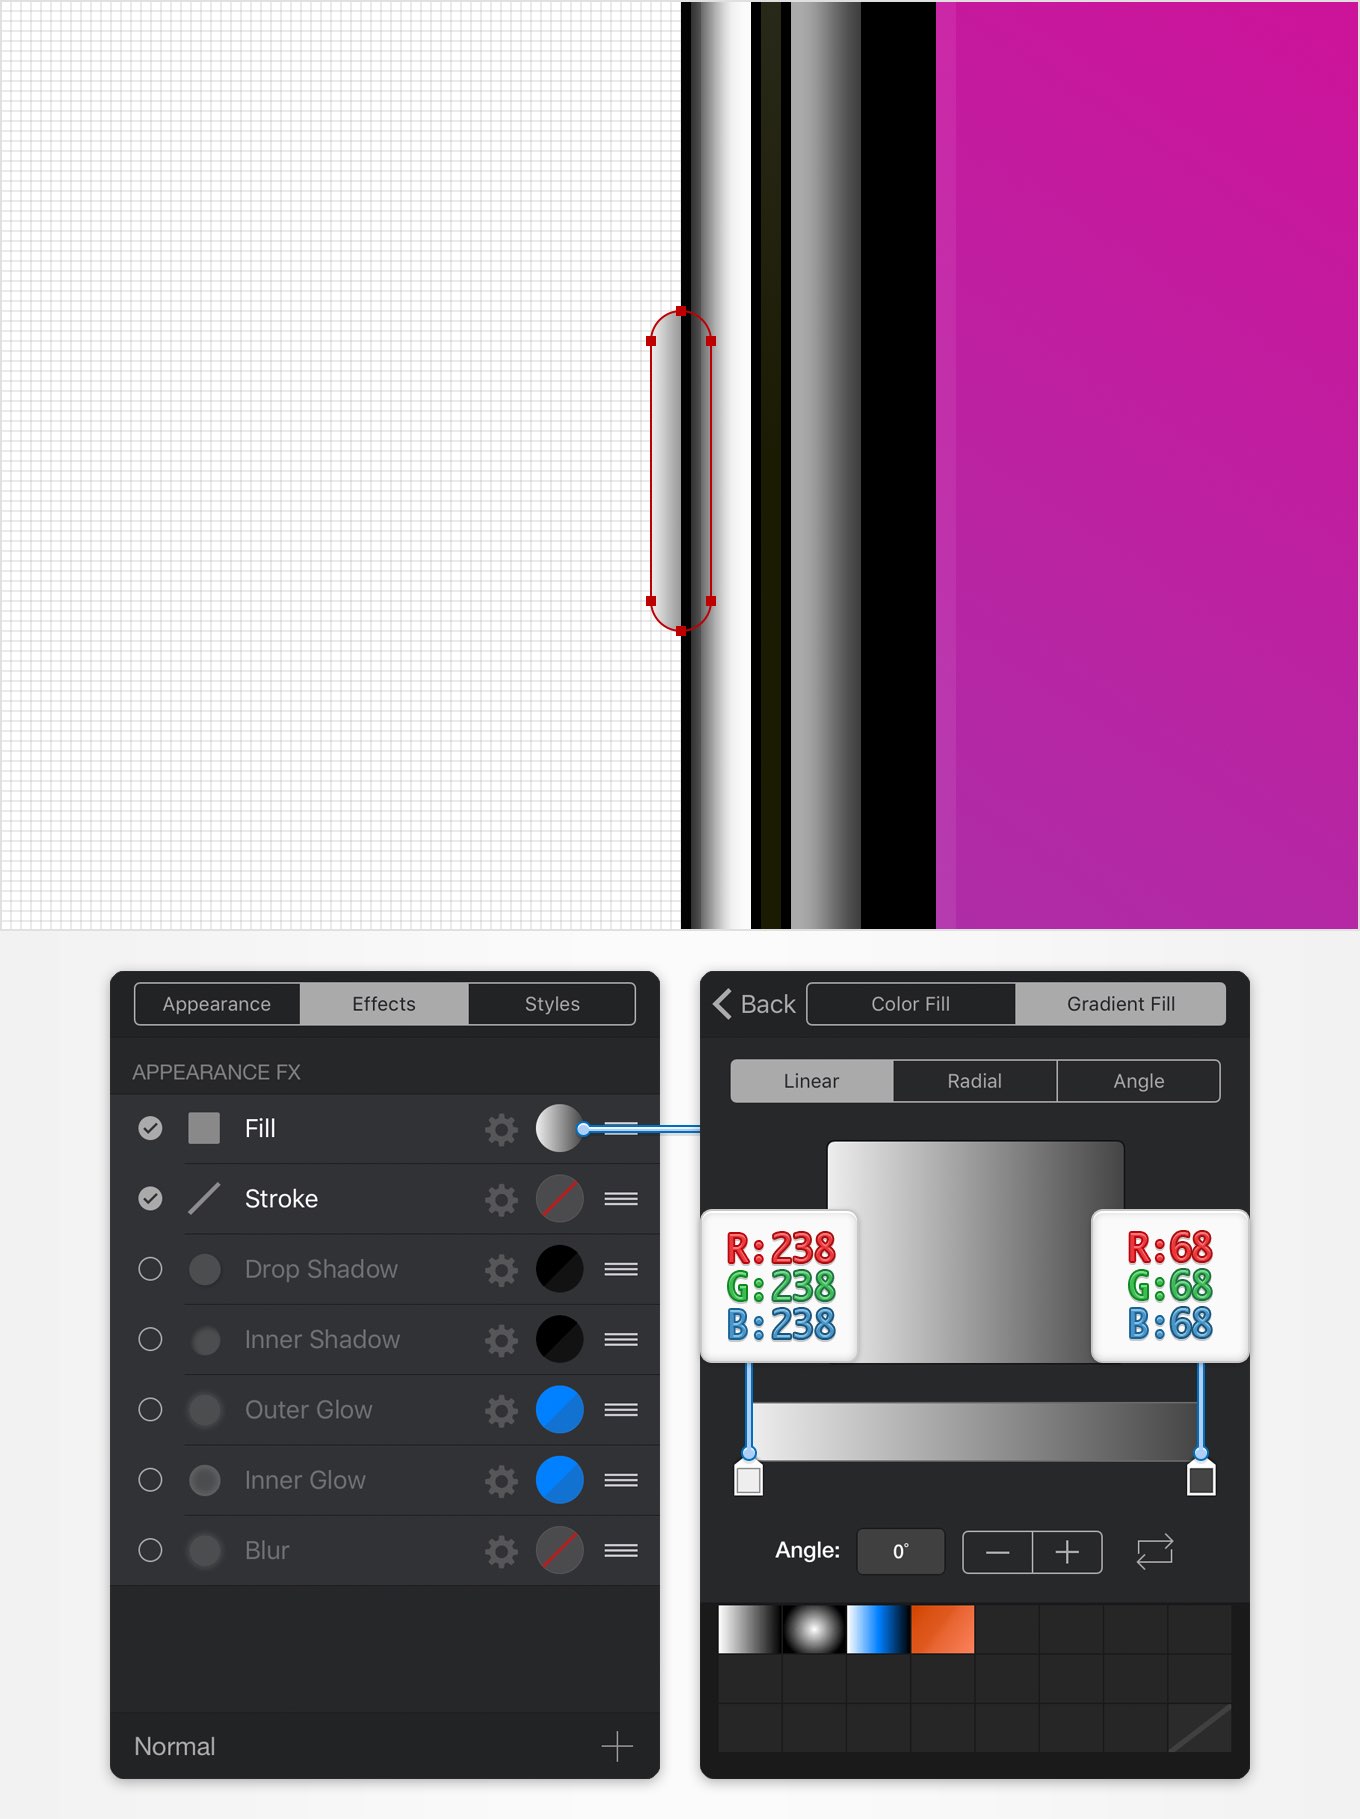 Appearance
Effects
Styles
APPEARANCE FX
Fill
Stroke
Drop Shadow
Inner Shadow
Outer Glow
Inner Glow
Blur
Normal
Back
Color Fill
Gradient Fill
Linear
Radial
Angle
R:238
G:238
B:238
R:68
G:68
B:68
Angle:
0°